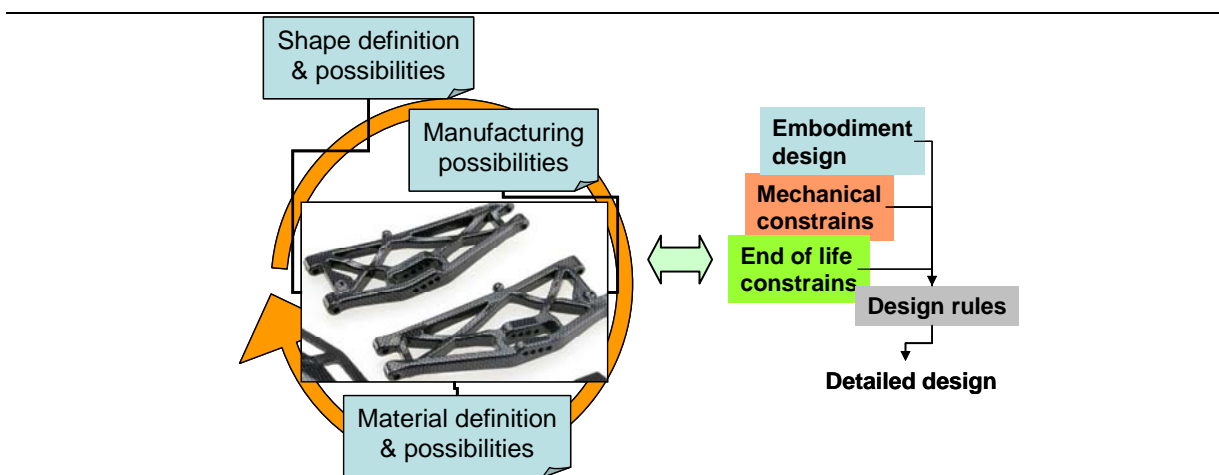 Shape definition
& possibilities
Manufacturing
possibilities
Material definition
& possibilities
Embodiment
design
Mechanical
constrains
End of life
constrains
Design rules
Detailed design